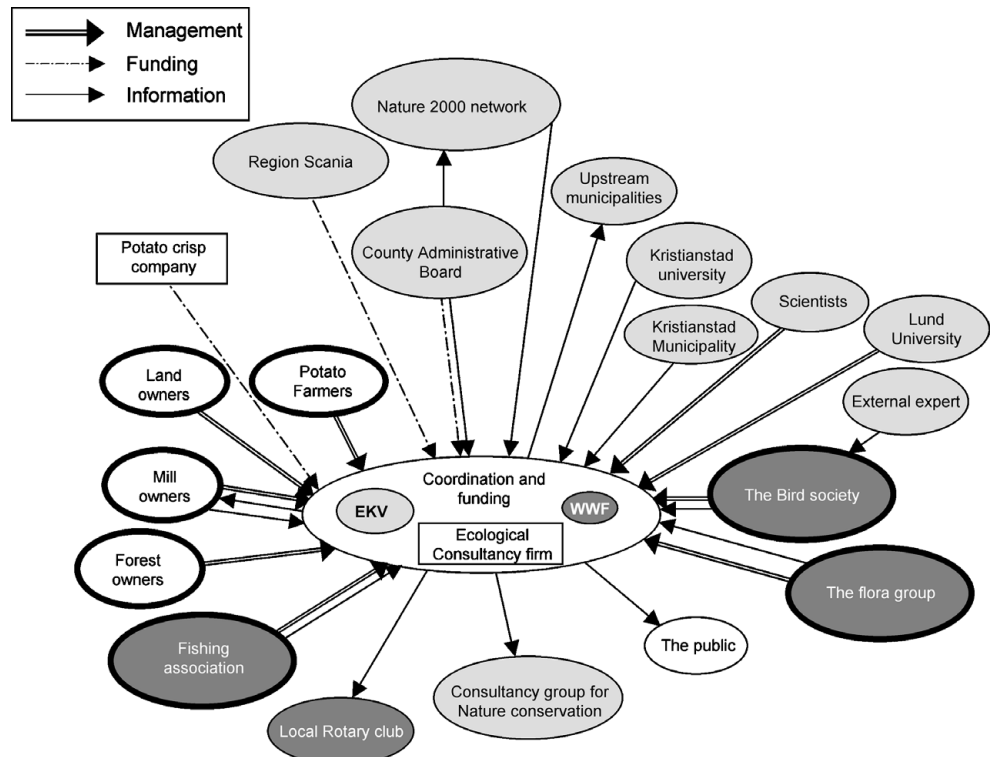 Management
Funding
Information
Nature 2000 network
Region Scania
Upstream
municipalities
County Administrative
Board
Potato crisp
company
Kristianstad
university
Scientists
Kristianstad
Municipality
Lund
University
Land
owners
Potato
Farmers
External expert
Mill
owners
Coordination and
funding
EKV
WWF
The Bird society
Ecological
Consultancy firm
Forest
owners
The flora group
Fishing
association
The public
Consultancy group for
Nature conservation
Local Rotary club